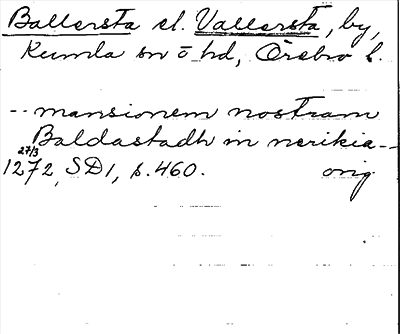 Ballersta el. Vallersta, by,
Kumla sn o hd, Örebro l.
-- mansionem nostram
Baldastadh in nerikia --
27/3
1272, SD1, s. 460. orig